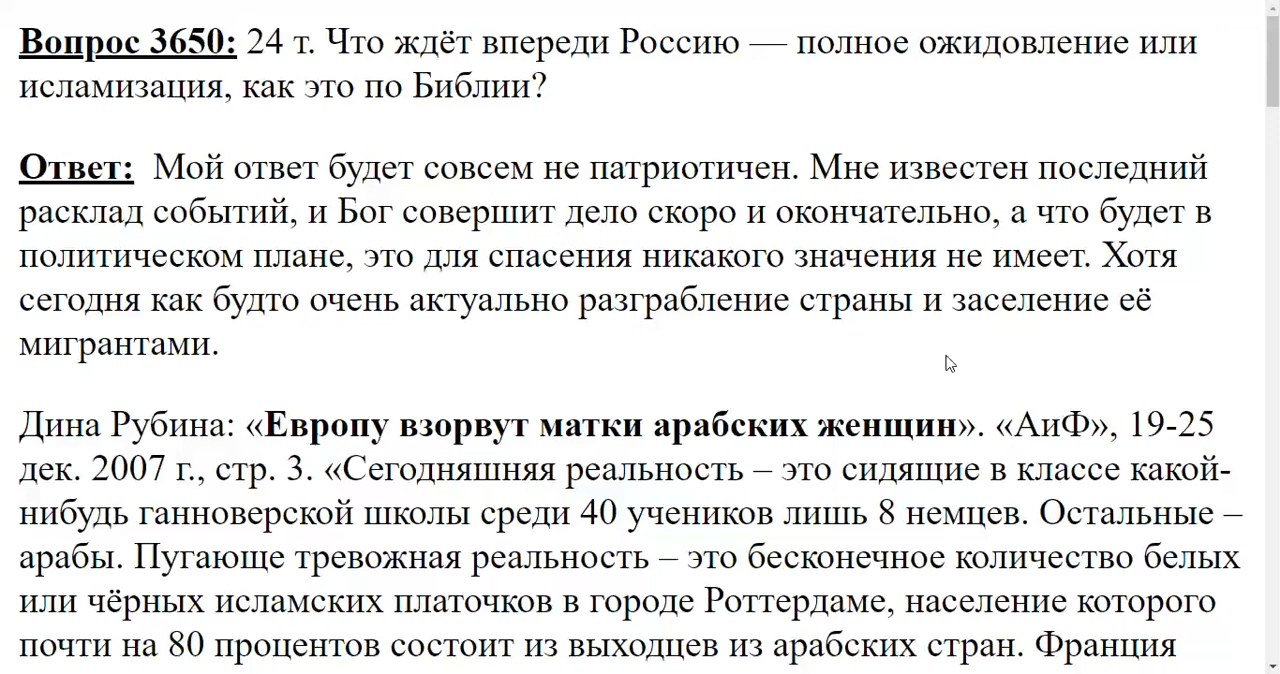 Вопрос 3650: 24 т. Что ждёт впереди Россию — полное ожидовление или
исламизация, как это по Библии?
Ответ: Мой ответ будет совсем не патриотичен. Мне известен последний
расклад событий, и Бог совершит дело скоро и окончательно, а что будет в
политическом плане, это для спасения никакого значения не имеет. Хотя
сегодня как будто очень актуально разграбление страны и заселение её
мигрантами.
Дина Рубина: «Европу взорвут матки арабских женщин». «АиФ», 19-25
дек. 2007 г., стр. 3. «Сегодняшняя реальность – это сидящие в классе какой-
нибудь ганноверской школы среди 40 учеников лишь 8 немцев. Остальные –
арабы. Пугающе тревожная реальность – это бесконечное количество белых
или чёрных исламских платочков в городе Роттердаме, население которого
почти на 80 процентов состоит из выходцев из арабских стран. Франция